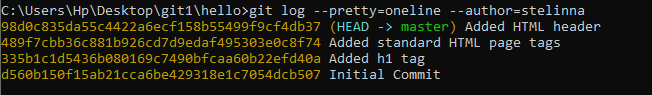 C:\Users\Hp\Desktop\git1\hello>git log --pretty=oneline --author=stelinna
98d0c835da55c4422a6ecf158b55499f9cf4db37 (HEAD -> master) Added HTML header
489f7cbb36c881b926cd7d9edaf495303e0c8f74 Added standard HTML page tags
335b1c1d5436b080169c7490bfcaa60b22efd40a Added h1 tag
d560b150f15ab21cca6be429318e1c7054dcb507 Initial Commit